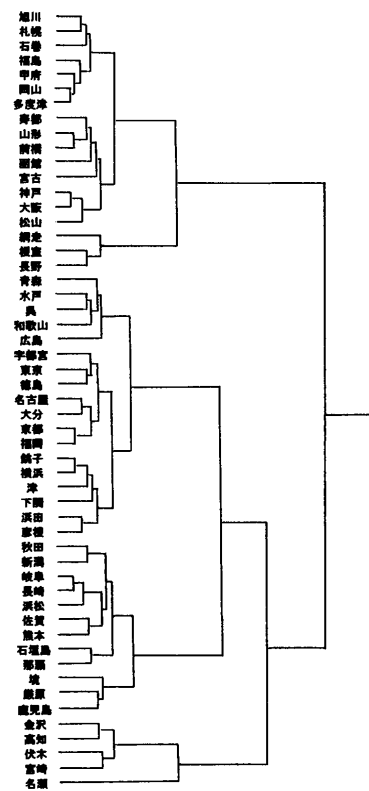 旭川
札幌
石巻
福島
甲府
岡山
多度津
寿都
山形
前橋
函館
宮古
神戸
大阪
松山
網走
根室
長野
青森
水戸
呉
和歌山
広島
宇都宮
東京
徳島
名古屋
大分
京都
福岡
銚子
横浜
津
下関
浜田
彦根
秋田
新潟
岐阜
長崎
浜松
佐賀
熊本
石垣島
那覇
境
厳原
鹿児島
金沢
高知
伏木
宮崎
名瀬